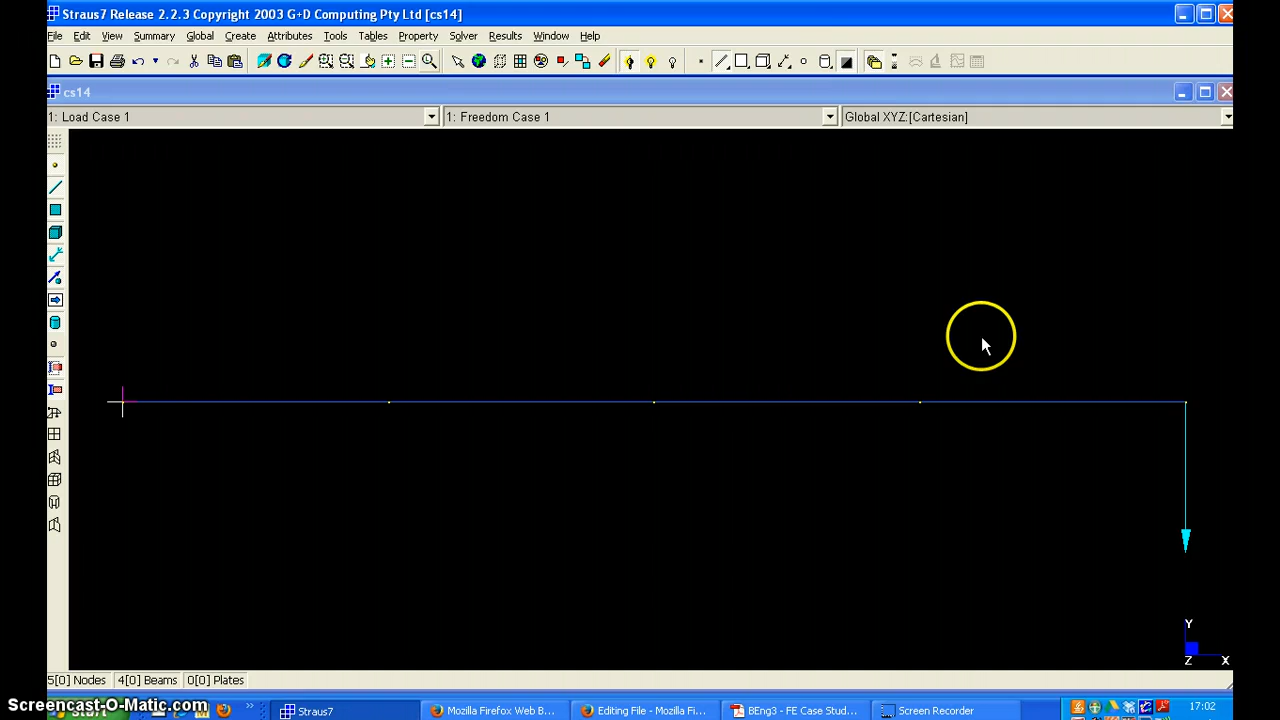 Straus7 Release 2.2.3 Copyright 2003 G+D Computing Pty Ltd [cs14]
File Edit View Summary Global Create Attributes Tools Tables Property Solver Results Window Help
cs14
1: Load Case 1 1: Freedom Case 1 Global XYZ:[Cartesian]
Y
Z X
5[0] Nodes 4[0] Beams 0[0] Plates
Screencast-O-Matic.com
start Straus7 Mozilla Firefox Web B... Editing File - Mozilla Fi... BEng3 - FE Case Stud... Screen Recorder 17:02